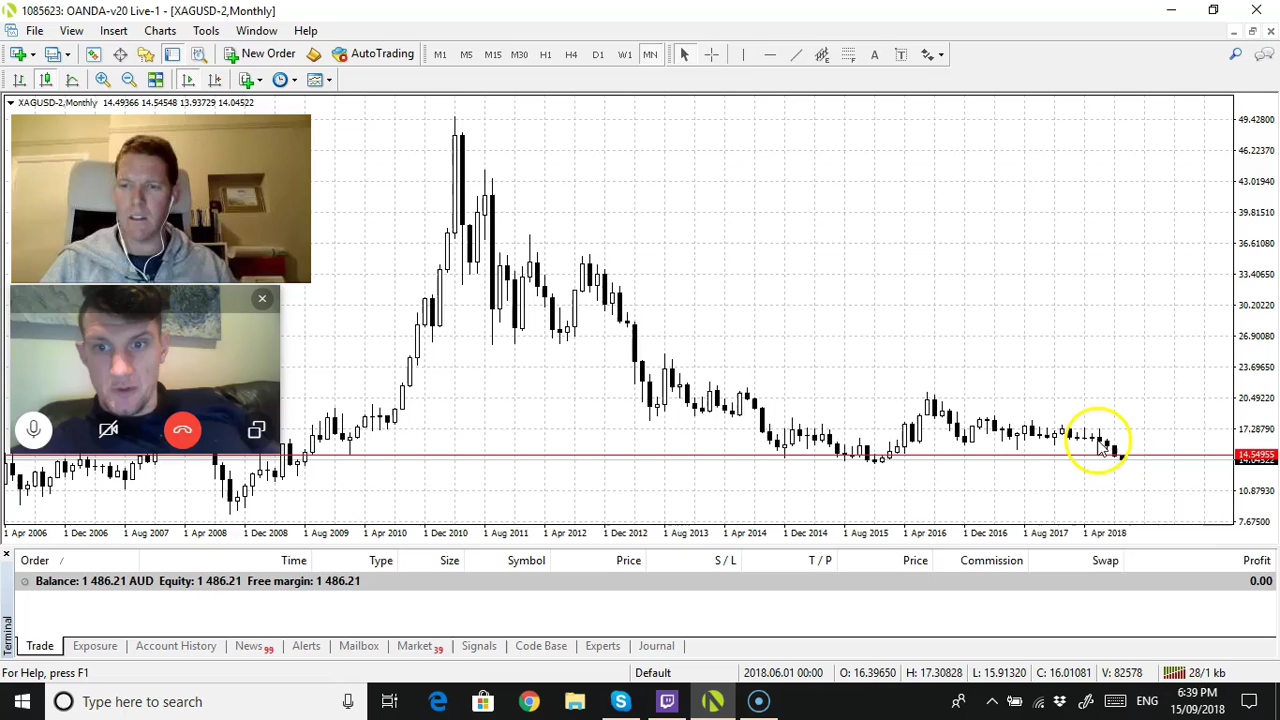 1085623: OANDA-v20 Live-1 - [XAGUSD-2,Monthly]
File View Insert Charts Tools Window Help
New Order AutoTrading M1 M5 M15 M30 H1 H4 D1 W1 MN A T
XAGUSD-2,Monthly 14.49366 14.54548 13.93729 14.04522
49.42800
46.22370
43.01940
39.81510
36.61080
33.40650
30.20220
26.90850
23.69650
20.49220
17.28790
14.54955
14.04522
10.87930
7.67500
1 Apr 2006 1 Dec 2006 1 Aug 2007 1 Apr 2008 1 Dec 2008 1 Aug 2009 1 Apr 2010 1 Dec 2010 1 Aug 2011 1 Apr 2012 1 Dec 2012 1 Aug 2013 1 Apr 2014 1 Dec 2014 1 Aug 2015 1 Apr 2016 1 Dec 2016 1 Aug 2017 1 Apr 2018
Order / Time Type Size Symbol Price S / L T / P Price Commission Swap Profit
Balance: 1 486.21 AUD Equity: 1 486.21 Free margin: 1 486.21 0.00
Terminal
Trade Exposure Account History News 99 Alerts Mailbox Market 39 Signals Code Base Experts Journal
For Help, press F1 Default 2018.06.01 00:00 O: 16.39650 H: 17.30828 L: 15.91320 C: 16.01081 V: 82578 28/1 kb
Type here to search ENG 6:39 PM
15/09/2018